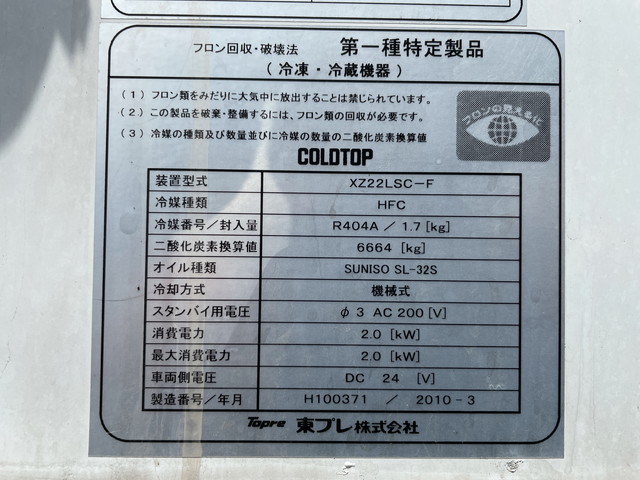 フロン回収・破壊法　第一種特定製品
（冷凍・冷蔵機器）
（1）フロン類をみだりに大気中に放出することは禁じられています。
（2）この製品を破棄・整備するには、フロン類の回収が必要です。
（3）冷媒の種類及び数量並びに冷媒の数量の二酸化炭素換算値
フロンの見える化
COLDTOP
装置型式 XZ22LSC-F
冷媒種類 HFC
冷媒番号／封入量 R404A ／ 1.7 [kg]
二酸化炭素換算値 6664 [kg]
オイル種類 SUNISO SL-32S
冷却方式 機械式
スタンバイ用電圧 φ3 AC 200 [V]
消費電力 2.0 [kW]
最大消費電力 2.0 [kW]
車両側電圧 DC 24 [V]
製造番号／年月 H100371 ／ 2010-3
Topre 東プレ株式会社